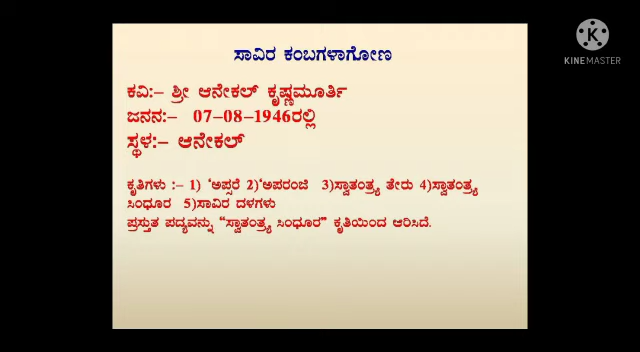 ಸಾವಿರ ಕಂಬಗಳಾಗೋಣ
ಕವಿ:– ಶ್ರೀ ಆನೇಕಲ್ ಕೃಷ್ಣಮೂರ್ತಿ
ಜನನ:– 07–08–1946ರಲ್ಲಿ
ಸ್ಥಳ:– ಆನೇಕಲ್
ಕೃತಿಗಳು :– 1) 'ಅಪ್ಸರೆ 2)'ಅಪರಂಜಿ 3)ಸ್ವಾತಂತ್ರ್ಯ ತೇರು 4)ಸ್ವಾತಂತ್ರ್ಯ
ಸಿಂಧೂರ 5)ಸಾವಿರ ದಳಗಳು
ಪ್ರಸ್ತುತ ಪದ್ಯವನ್ನು "ಸ್ವಾತಂತ್ರ್ಯ ಸಿಂಧೂರ" ಕೃತಿಯಿಂದ ಆರಿಸಿದೆ.
K
KINEMASTER